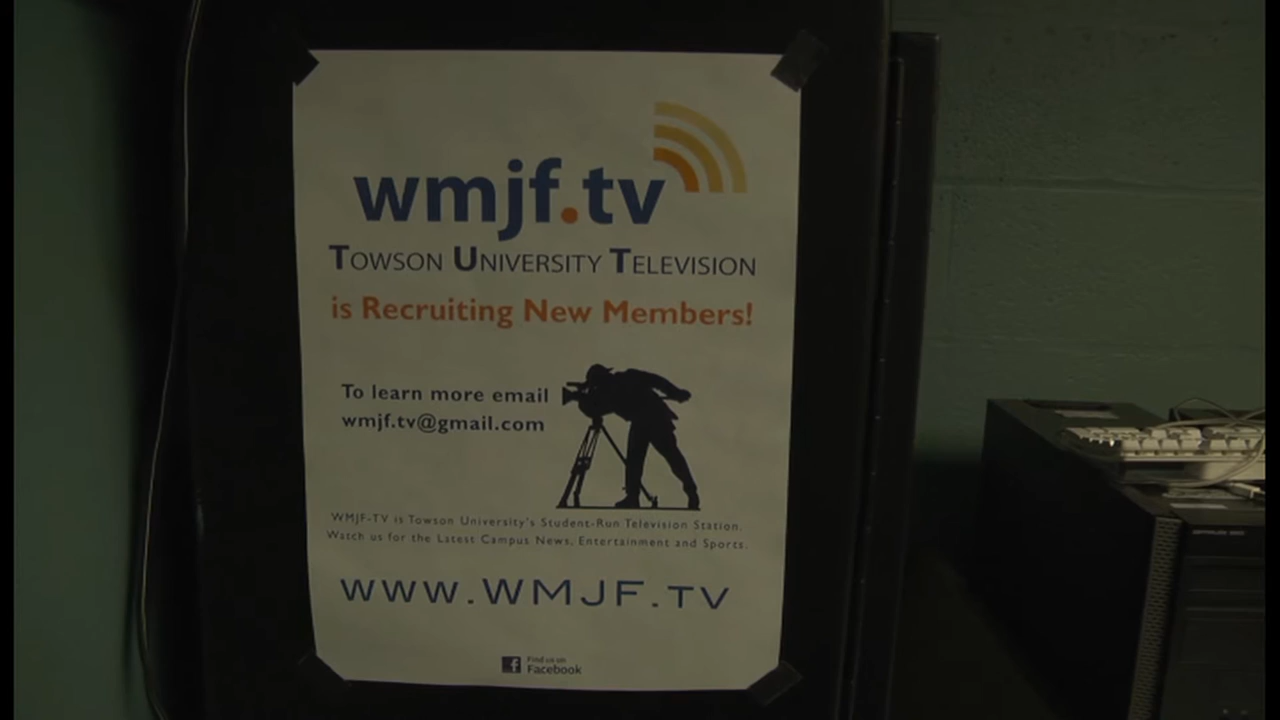 wmjf.tv
TOWSON UNIVERSITY TELEVISION
is Recruiting New Members!
To learn more email
wmjf.tv@gmail.com
WMJF-TV is Towson University's Student-Run Television Station.
Watch us for the Latest Campus News, Entertainment and Sports.
www.WMJF.TV
f Find us on
Facebook